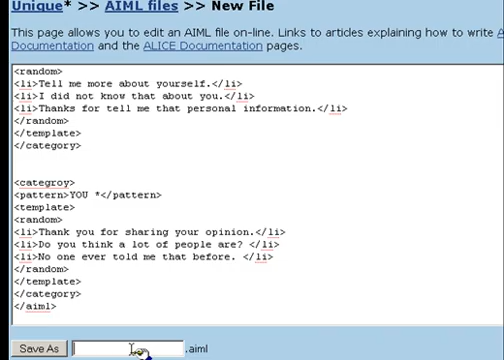 Unique* >> AIML files >> New File
This page allows you to edit an AIML file on-line. Links to articles explaining how to write A
Documentation and the ALICE Documentation pages.
<random>
<li>Tell me more about yourself.</li>
<li>I did not know that about you.</li>
<li>Thanks for tell me that personal information.</li>
</random>
</template>
</category>
<categroy>
<pattern>YOU *</pattern>
<template>
<random>
<li>Thank you for sharing your opinion.</li>
<li>Do you think a lot of people are? </li>
<li>No one ever told me that before. </li>
</random>
</template>
</category>
</aiml>
Save As .aiml